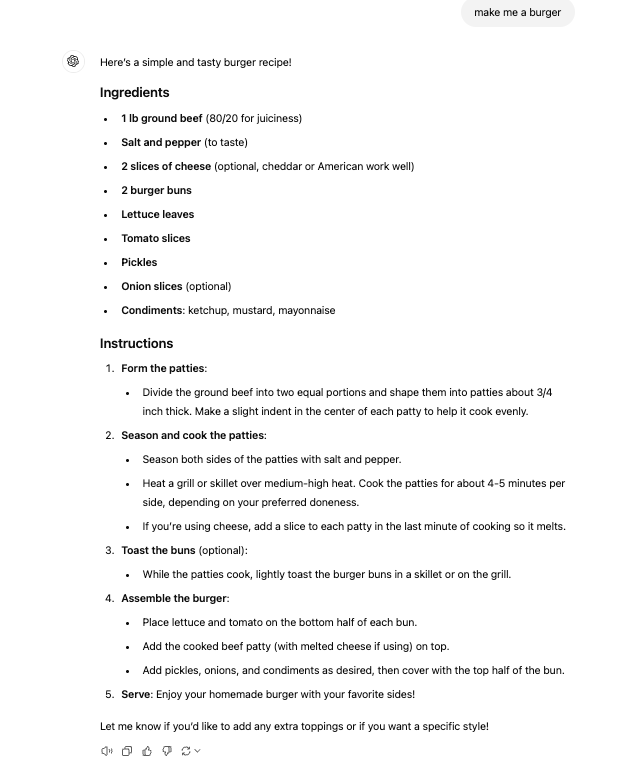 make me a burger
Here's a simple and tasty burger recipe!
Ingredients
• 1 lb ground beef (80/20 for juiciness)
• Salt and pepper (to taste)
• 2 slices of cheese (optional, cheddar or American work well)
• 2 burger buns
• Lettuce leaves
• Tomato slices
• Pickles
• Onion slices (optional)
• Condiments: ketchup, mustard, mayonnaise
Instructions
1. Form the patties:
• Divide the ground beef into two equal portions and shape them into patties about 3/4
inch thick. Make a slight indent in the center of each patty to help it cook evenly.
2. Season and cook the patties:
• Season both sides of the patties with salt and pepper.
• Heat a grill or skillet over medium-high heat. Cook the patties for about 4-5 minutes per
side, depending on your preferred doneness.
• If you're using cheese, add a slice to each patty in the last minute of cooking so it melts.
3. Toast the buns (optional):
• While the patties cook, lightly toast the burger buns in a skillet or on the grill.
4. Assemble the burger:
• Place lettuce and tomato on the bottom half of each bun.
• Add the cooked beef patty (with melted cheese if using) on top.
• Add pickles, onions, and condiments as desired, then cover with the top half of the bun.
5. Serve: Enjoy your homemade burger with your favorite sides!
Let me know if you'd like to add any extra toppings or if you want a specific style!